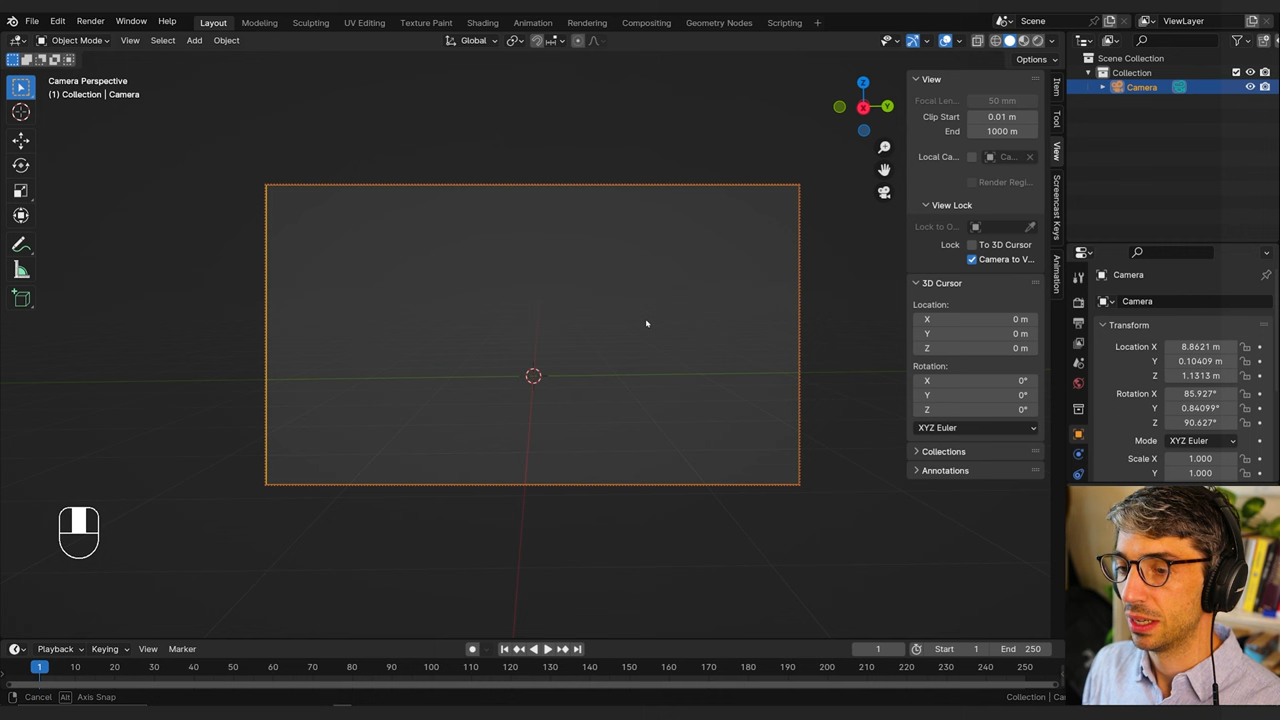 File Edit Render Window Help Layout Modeling Sculpting UV Editing Texture Paint Shading Animation Rendering Compositing Geometry Nodes Scripting + Scene ViewLayer
Object Mode View Select Add Object Global
Options
Camera Perspective
(1) Collection | Camera
Z
Y
X
View
Focal Len... 50 mm
Clip Start 0.01 m
End 1000 m
Local Ca... Ca...
Render Regi...
View Lock
Lock to O...
Lock To 3D Cursor
Camera to V...
3D Cursor
Location:
X 0 m
Y 0 m
Z 0 m
Rotation:
X 0°
Y 0°
Z 0°
XYZ Euler
Collections
Annotations
Item
Tool
View
Screencast Keys
Animation
Scene Collection
Collection
Camera
Camera
Camera
Transform
Location X 8.8621 m
Y 0.10409 m
Z 1.1313 m
Rotation X 85.927°
Y 0.84099°
Z 90.627°
Mode XYZ Euler
Scale X 1.000
Y 1.000
Playback Keying View Marker 1 Start 1 End 250
1 10 20 30 40 50 60 70 80 90 100 110 120 130 140 150 160 170 180 190 200 210 220 230 240 250
Cancel Alt Axis Snap Collection | Ca